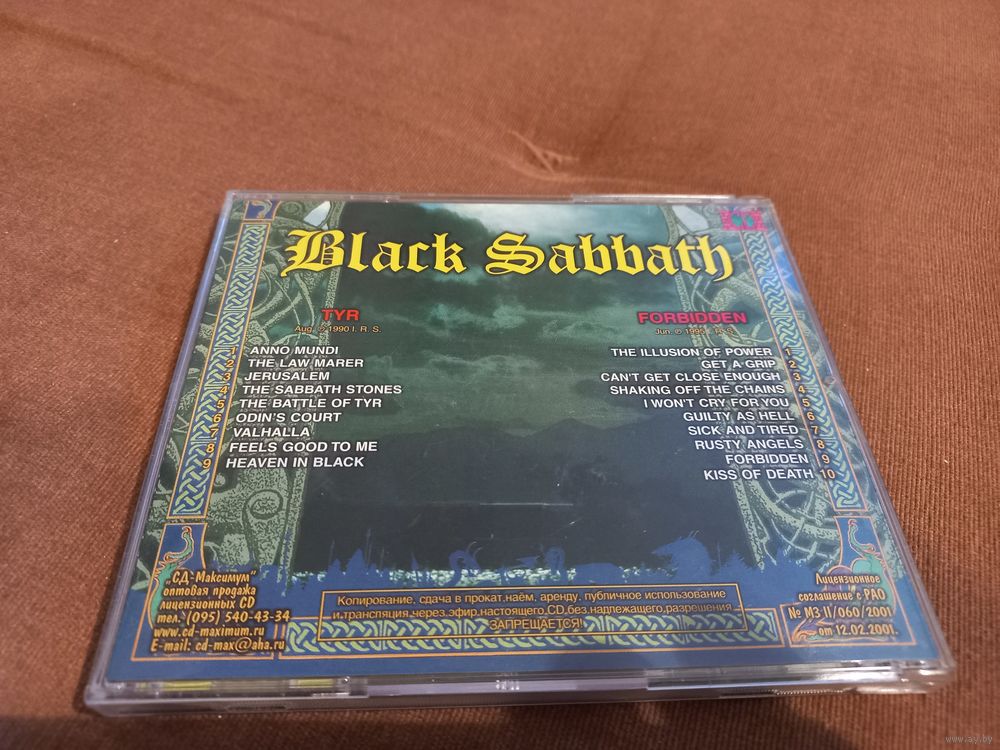 Black Sabbath
TYR
Aug. ℗ 1990 I. R. S.
1 ANNO MUNDI
2 THE LAW MARER
3 JERUSALEM
4 THE SABBATH STONES
5 THE BATTLE OF TYR
6 ODIN'S COURT
7 VALHALLA
8 FEELS GOOD TO ME
9 HEAVEN IN BLACK
FORBIDDEN
Jun. ℗ 1995 I. R. S.
THE ILLUSION OF POWER 1
GET A GRIP 2
CAN'T GET CLOSE ENOUGH 3
SHAKING OFF THE CHAINS 4
I WON'T CRY FOR YOU 5
GUILTY AS HELL 6
SICK AND TIRED 7
RUSTY ANGELS 8
FORBIDDEN 9
KISS OF DEATH 10
„СД-Максимум"
оптовая продажа
лицензионных CD
тел. (095) 540-43-34
www.cd-maximum.ru
E-mail: cd-max@aha.ru
Копирование, сдача в прокат,наём, аренду, публичное использование
и трансляция через эфир настоящего CD без надлежащего разрешения
ЗАПРЕЩАЕТСЯ!
Лицензионное
соглашение с РАО
№ МЗ II/060/2001
от 12.02.2001.
www.ay.by